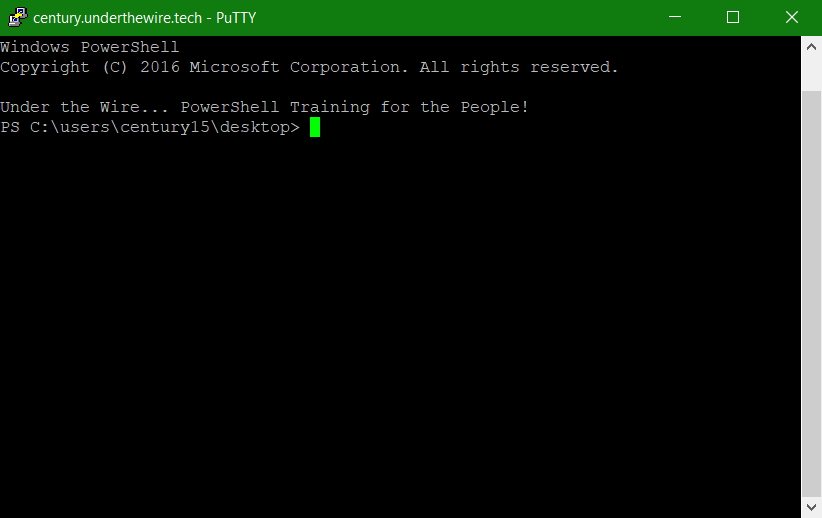 century.underthewire.tech - PuTTY
Windows PowerShell
Copyright (C) 2016 Microsoft Corporation. All rights reserved.
Under the Wire... PowerShell Training for the People!
PS C:\users\century15\desktop>